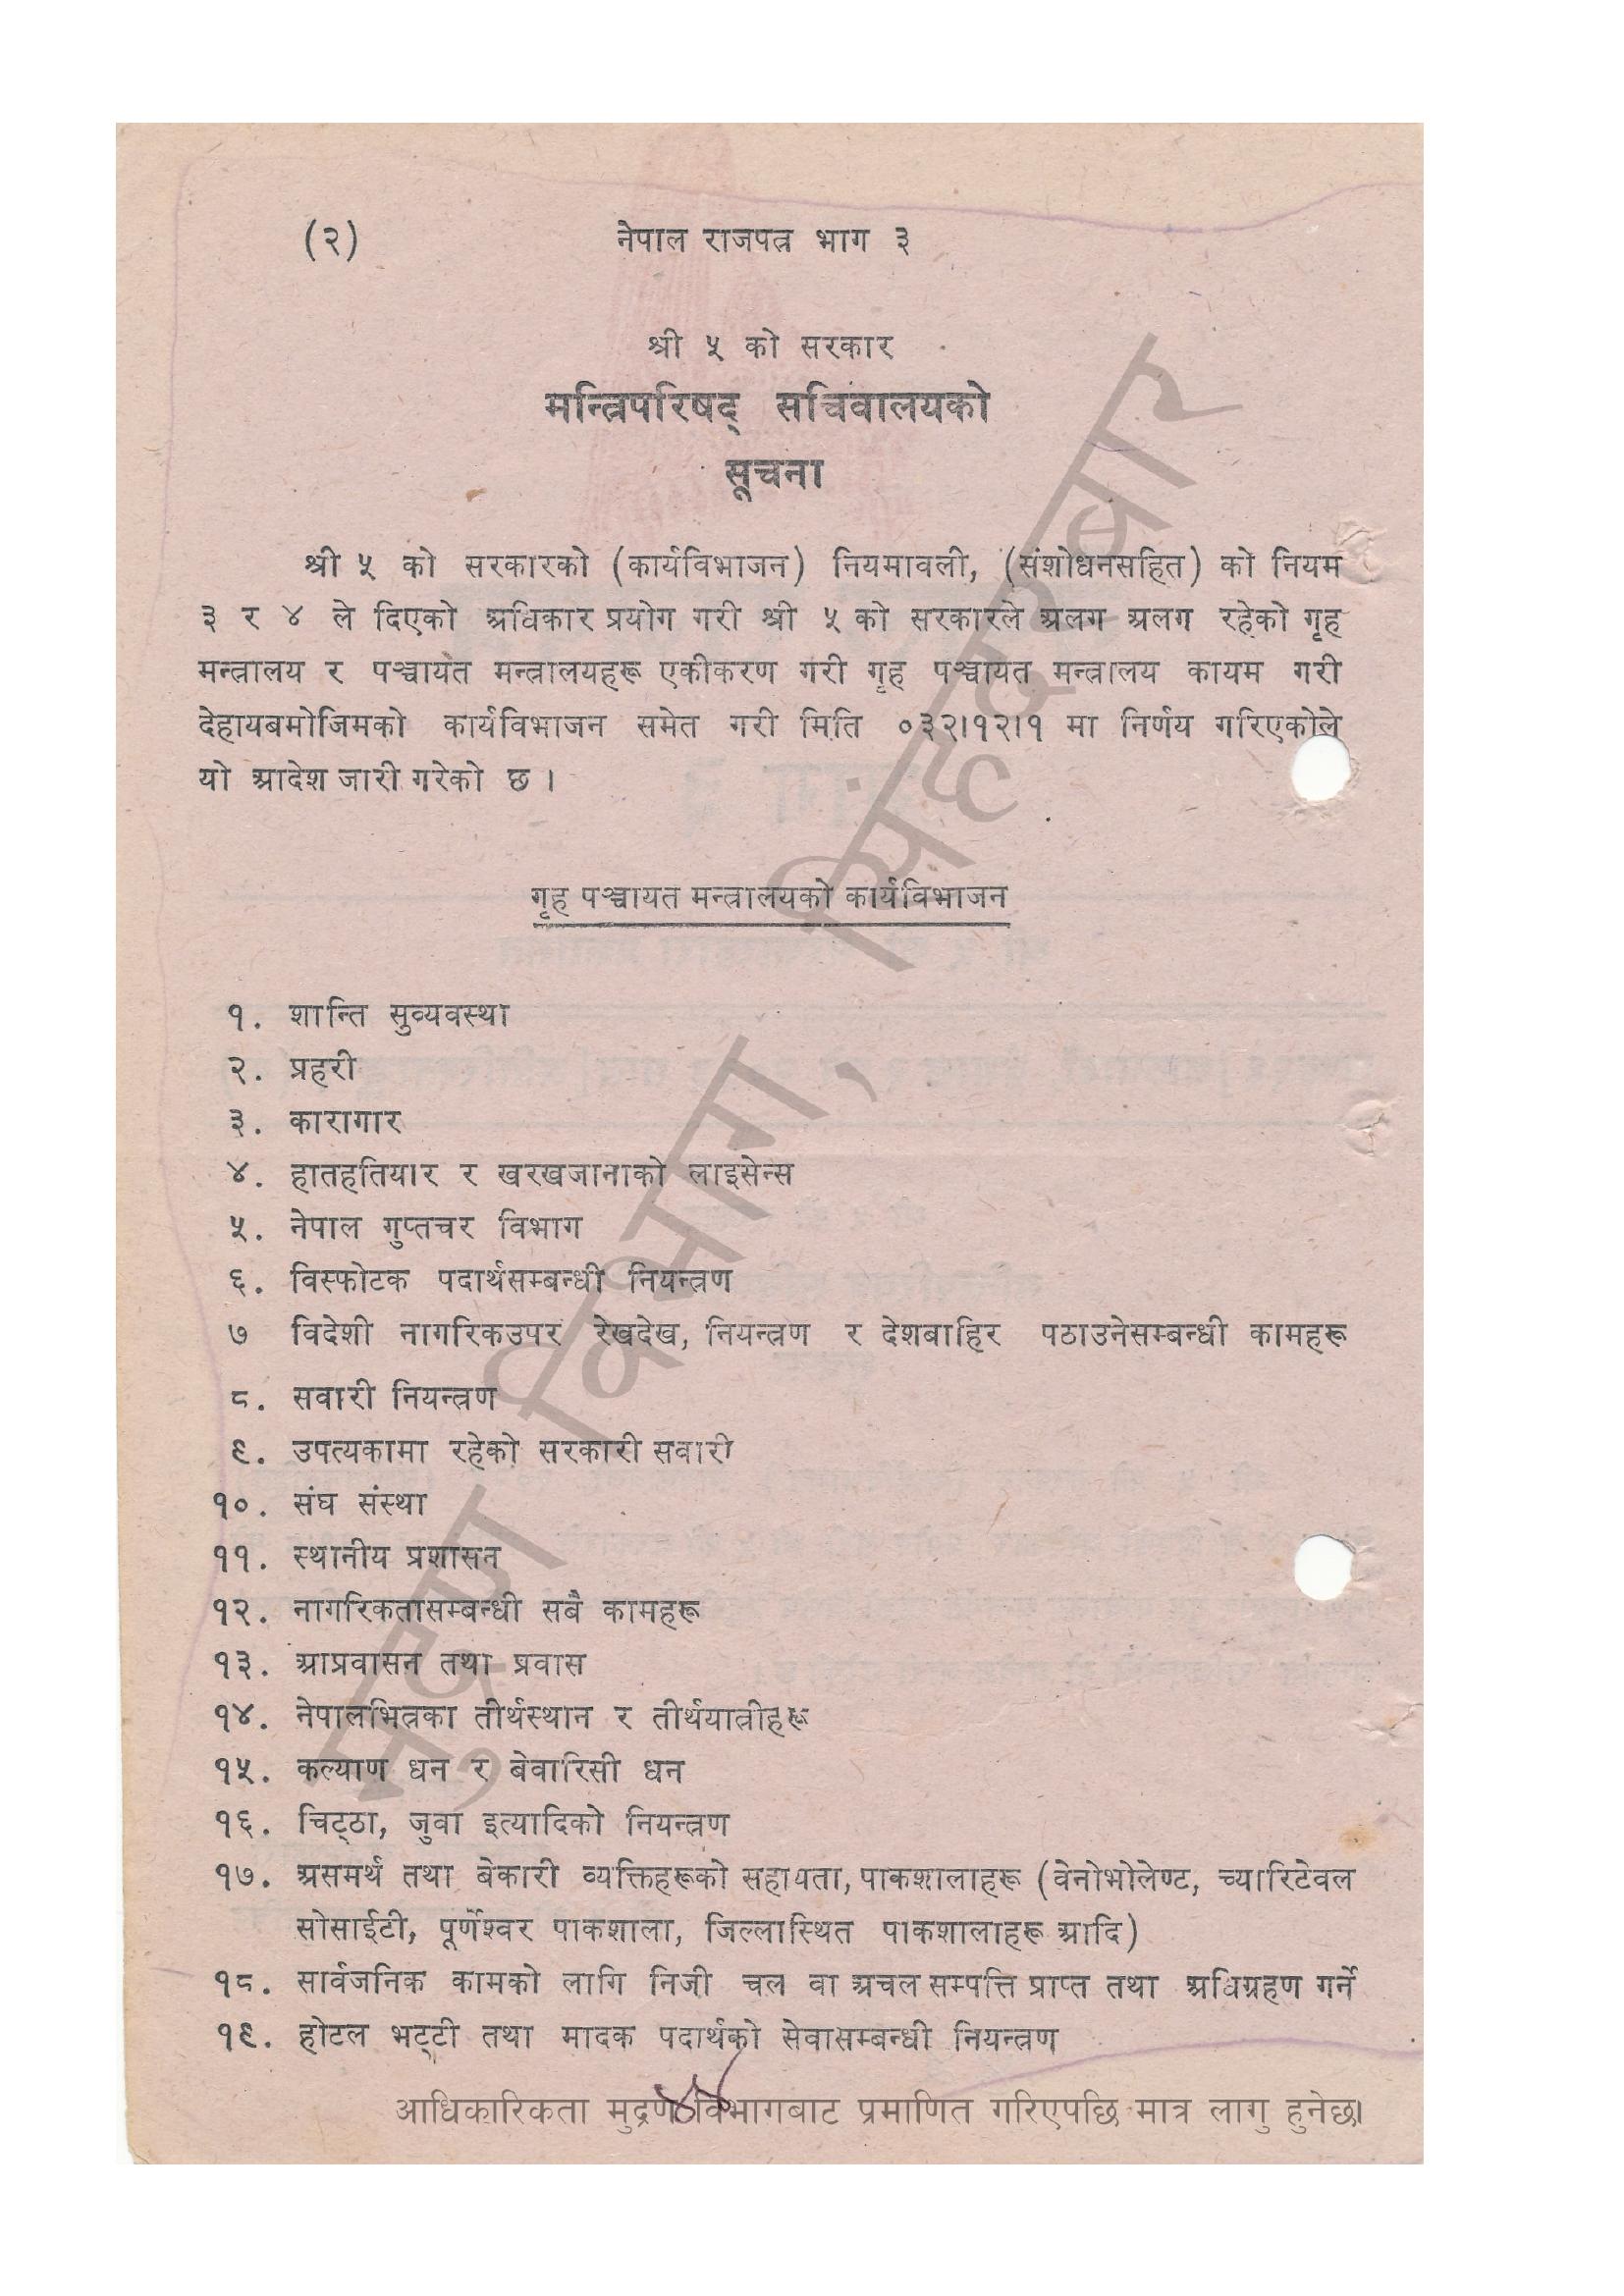 (२) नेपाल राजपत्र भाग ३
श्री ५ को सरकार
मन्त्रिपरिषद् सचिवालयको
सूचना
श्री ५ को सरकारको (कार्यविभाजन) नियमावली, (संशोधनसहित) को नियम
३ र ४ ले दिएको अधिकार प्रयोग गरी श्री ५ को सरकारले अलग अलग रहेको गृह
मन्त्रालय र पञ्चायत मन्त्रालयहरू एकीकरण गरी गृह पञ्चायत मन्त्रालय कायम गरी
देहायबमोजिमको कार्यविभाजन समेत गरी मिति ०३२।१२।१ मा निर्णय गरिएकोले
यो आदेश जारी गरेको छ ।
गृह पञ्चायत मन्त्रालयको कार्यविभाजन
१. शान्ति सुव्यवस्था
२. प्रहरी
३. कारागार
४. हातहतियार र खरखजानाको लाइसेन्स
५. नेपाल गुप्तचर विभाग
६. विस्फोटक पदार्थसम्बन्धी नियन्त्रण
७ विदेशी नागरिकउपर रेखदेख, नियन्त्रण र देशबाहिर पठाउनेसम्बन्धी कामहरू
८. सवारी नियन्त्रण
९. उपत्यकामा रहेको सरकारी सवारी
१०. संघ संस्था
११. स्थानीय प्रशासन
१२. नागरिकतासम्बन्धी सबै कामहरू
१३. आप्रवासन तथा प्रवास
१४. नेपालभित्रका तीर्थस्थान र तीर्थयात्रीहरू
१५. कल्याण धन र बेवारिसी धन
१६. चिट्ठा, जुवा इत्यादिको नियन्त्रण
१७. असमर्थ तथा बेकारी व्यक्तिहरूको सहायता, पाकशालाहरू (वेनोभोलेण्ट, च्यारिटेवल
सोसाईटी, पूर्णेश्वर पाकशाला, जिल्लास्थित पाकशालाहरू आदि)
१८. सार्वजनिक कामको लागि निजी चल वा अचल सम्पत्ति प्राप्त तथा अधिग्रहण गर्ने
१९. होटल भट्टी तथा मादक पदार्थको सेवासम्बन्धी नियन्त्रण
४४
आधिकारिकता मुद्रण विभागबाट प्रमाणित गरिएपछि मात्र लागु हुनेछ।
मुद्रण विभाग, सिंहदरबार